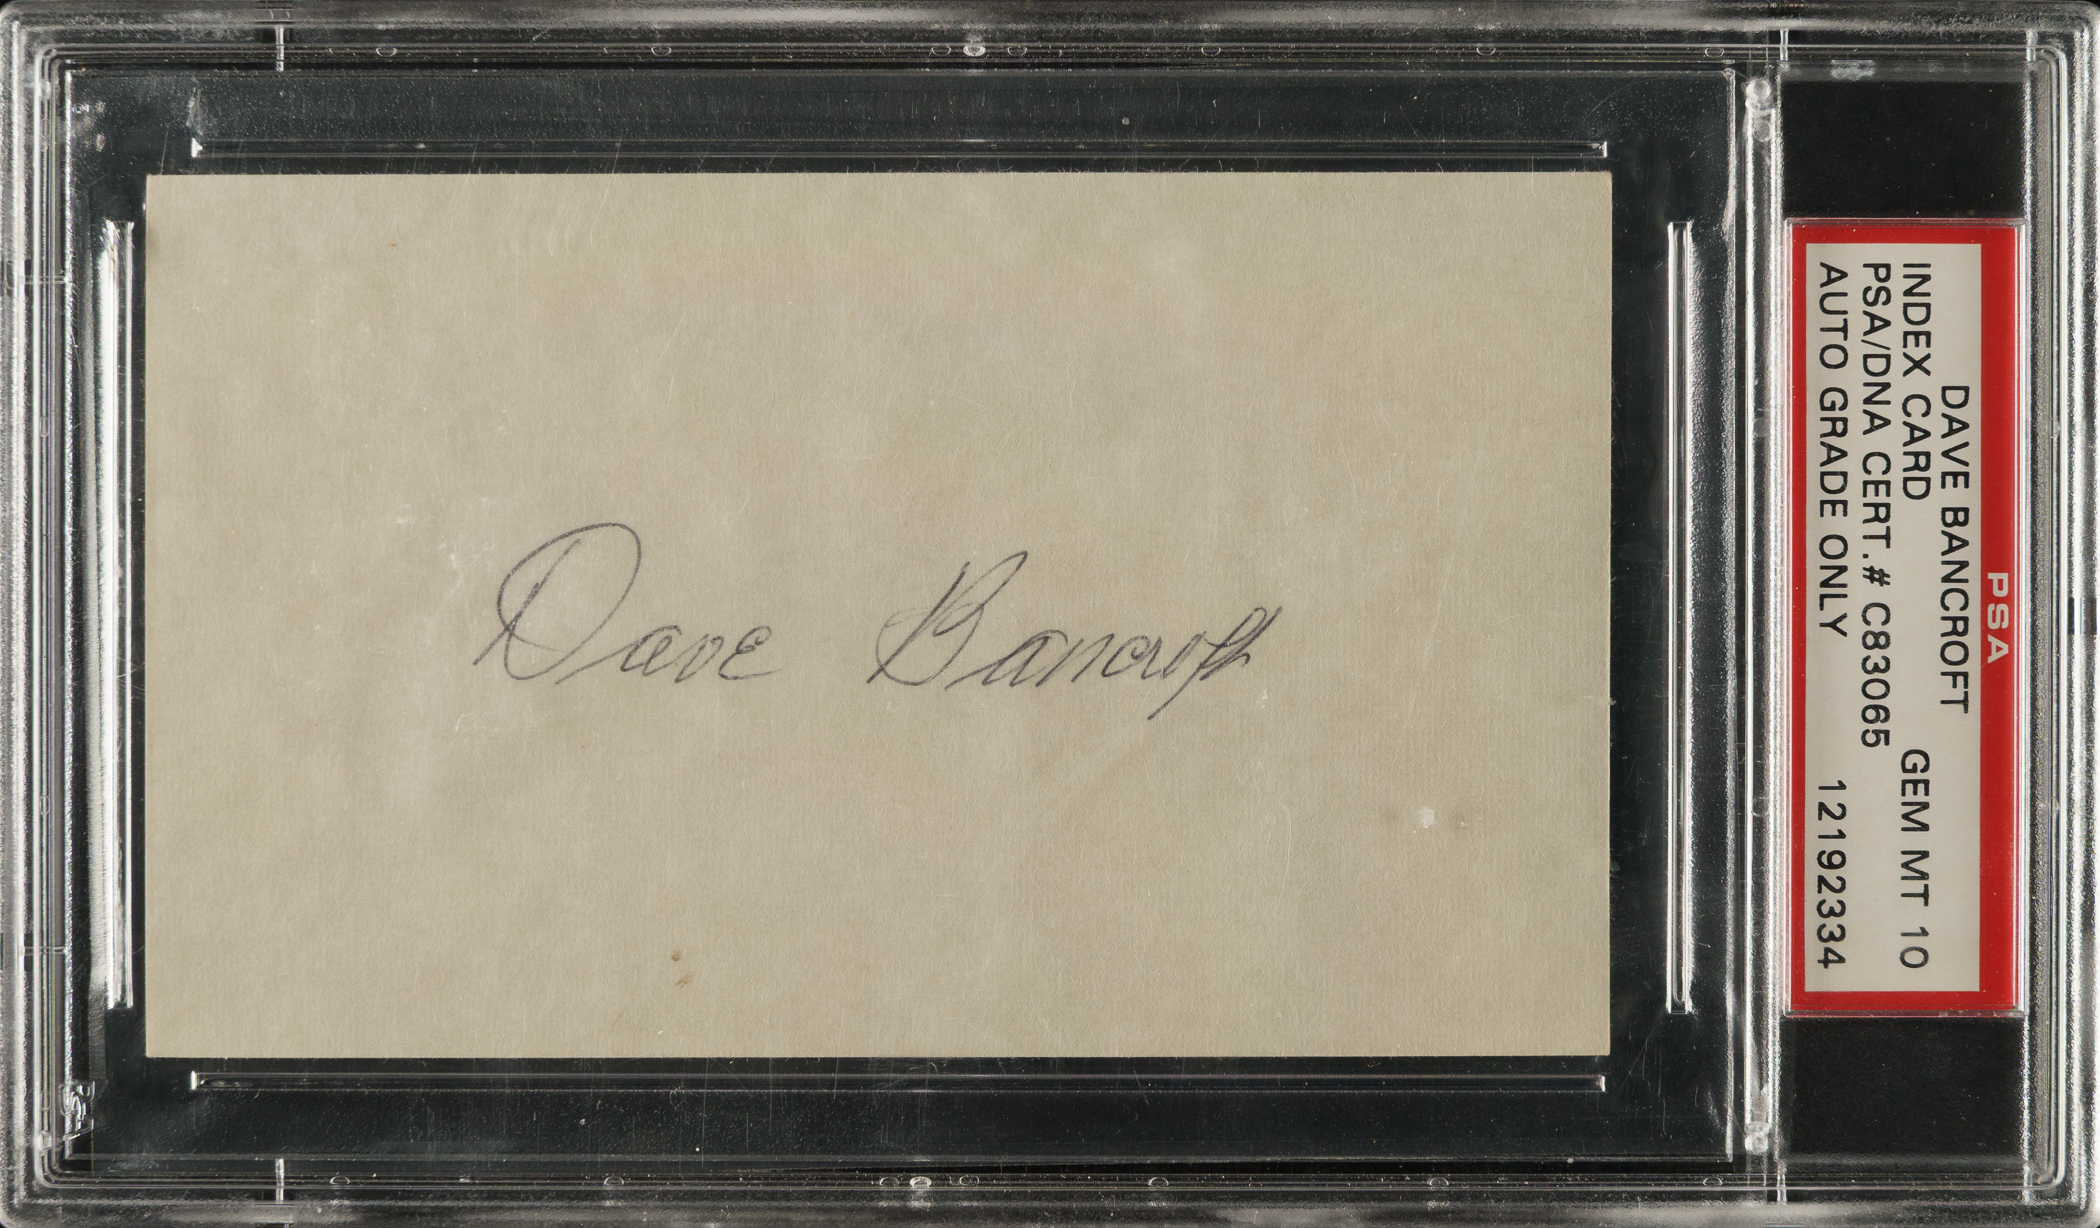 Dave Bancroft
PSA
DAVE BANCROFT
INDEX CARD GEM MT 10
PSA/DNA CERT.# C83065
AUTO GRADE ONLY 12192334